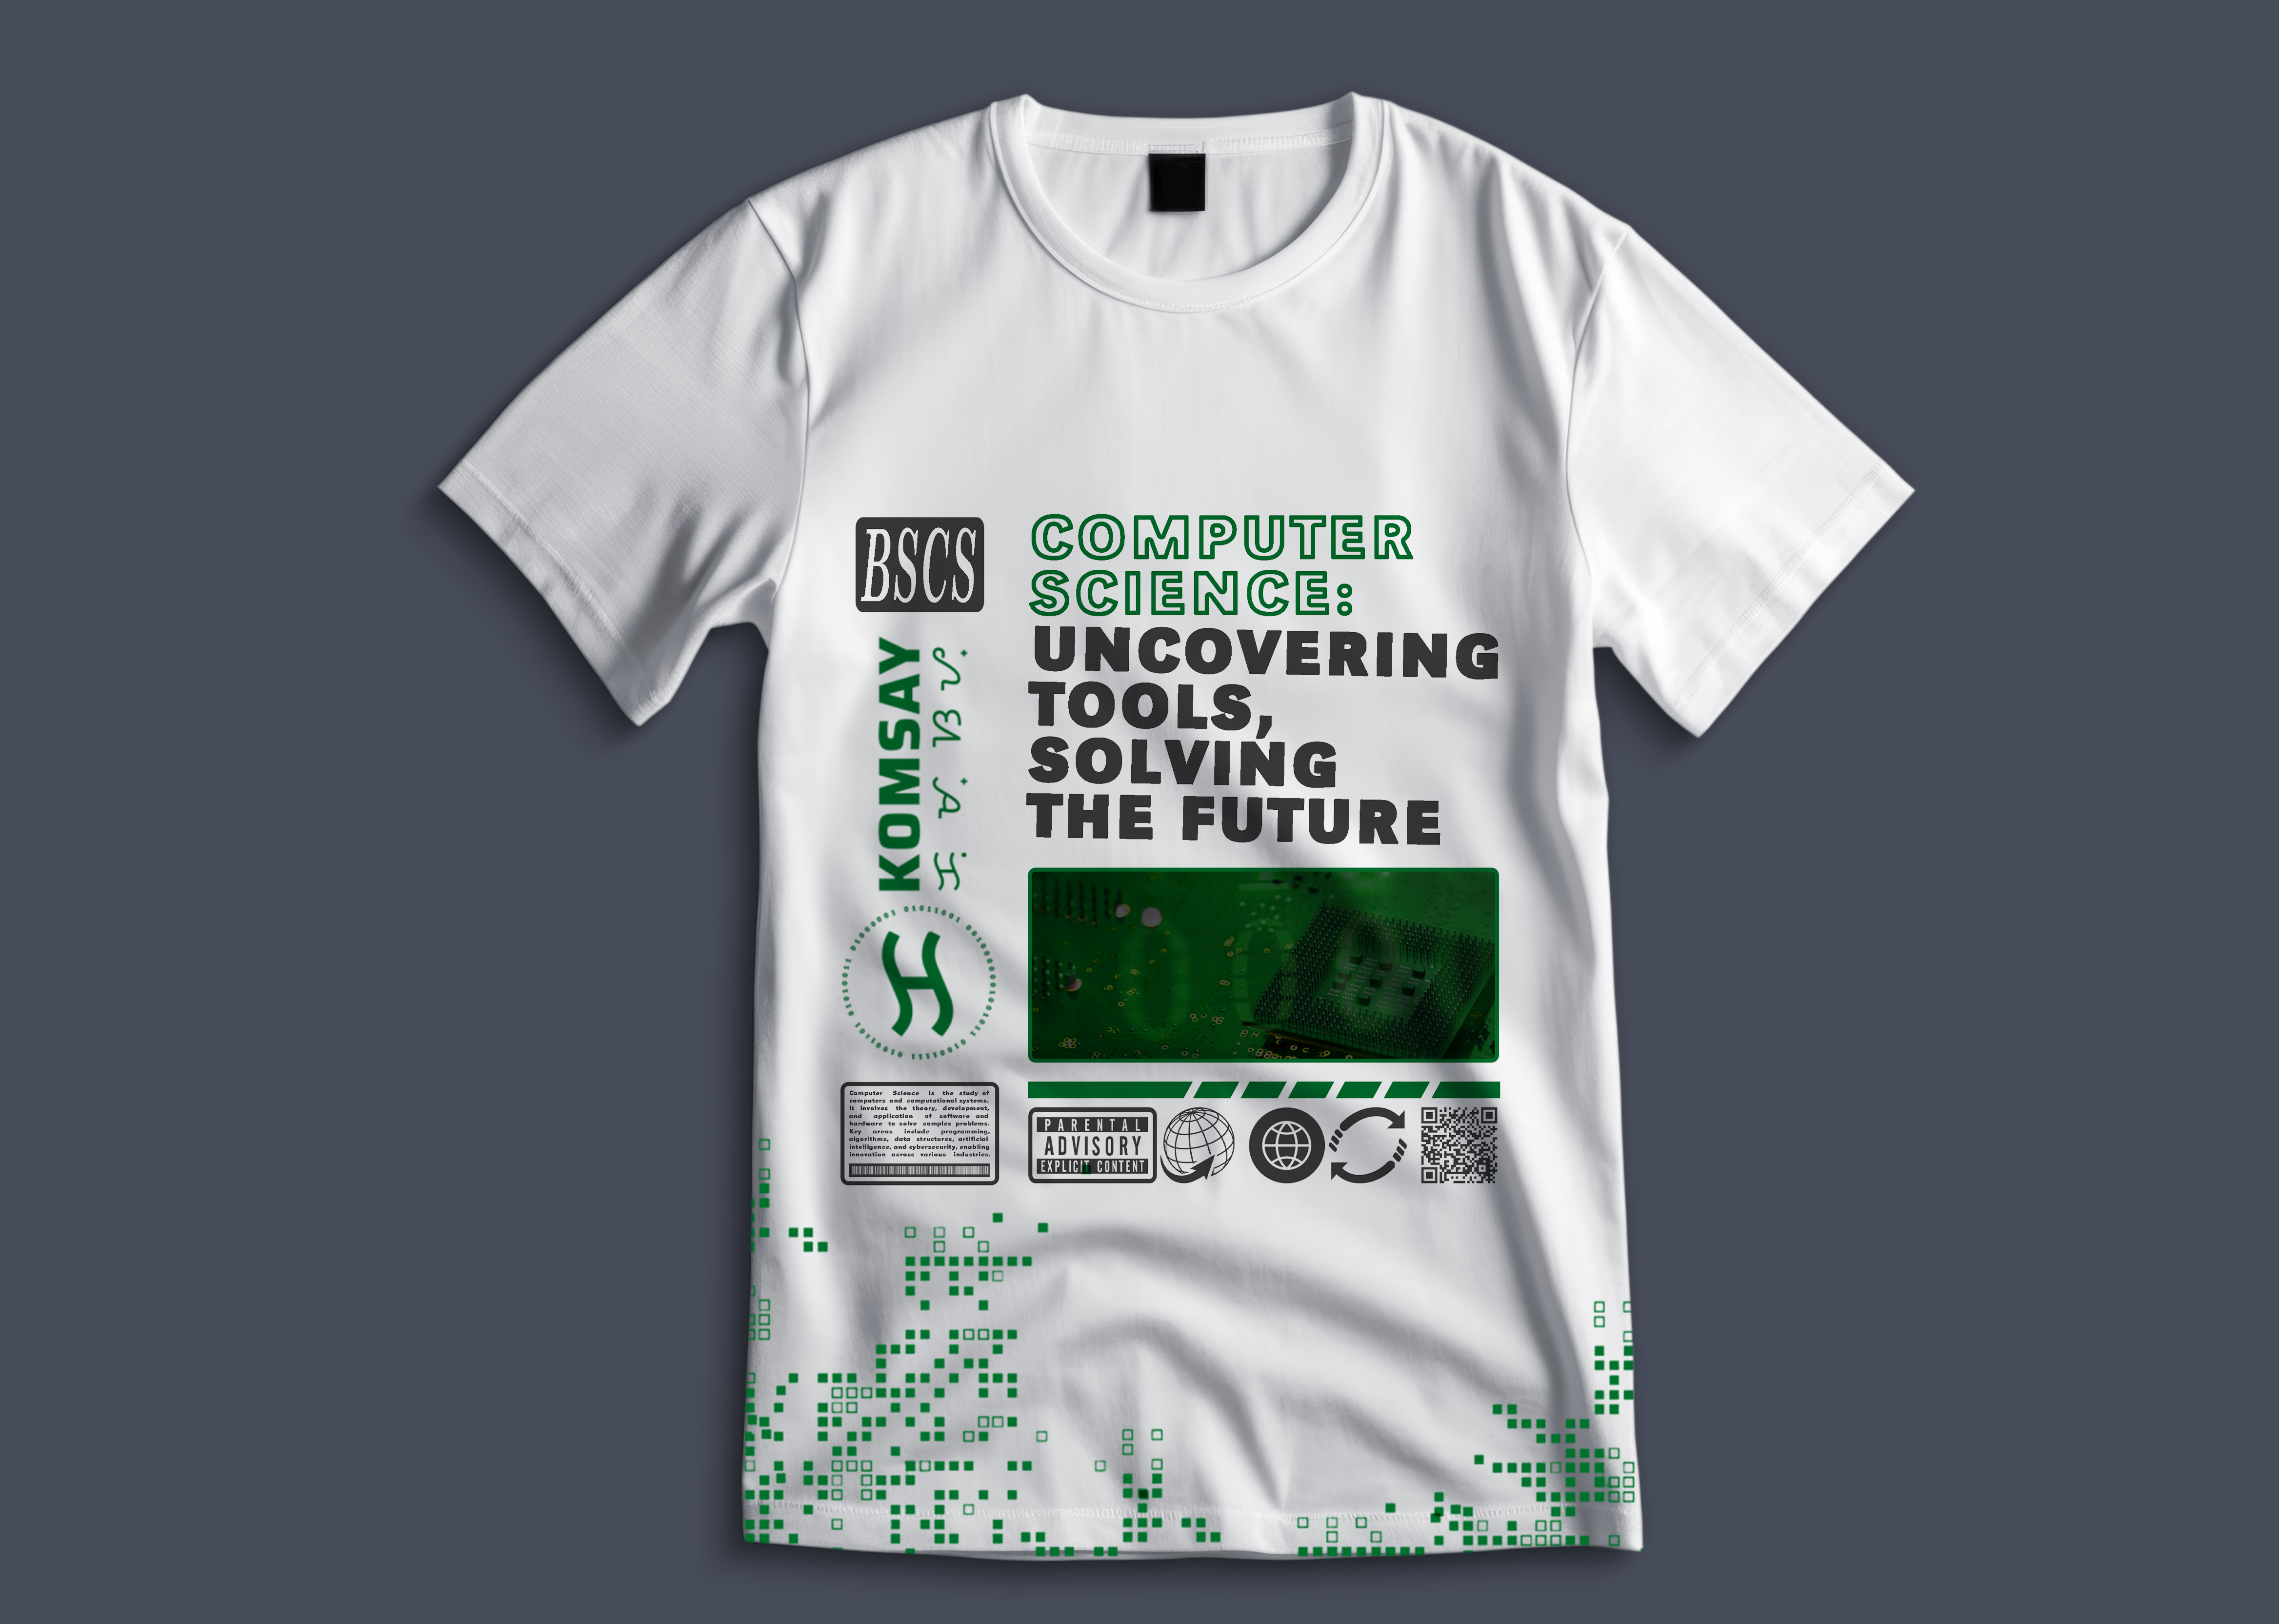 BSCS
KOMSAY
ᜃᜓᜋ᜔ᜐᜌ᜔
COMPUTER
SCIENCE:
UNCOVERING
TOOLS,
SOLVING
THE FUTURE
Computer Science is the study of
computers and computational systems.
It involves the theory, development,
and application of software and
hardware to solve complex problems.
Key areas include programming,
algorithms, data structures, artificial
intelligence, and cybersecurity, enabling
innovation across various industries.
PARENTAL
ADVISORY
EXPLICIT CONTENT